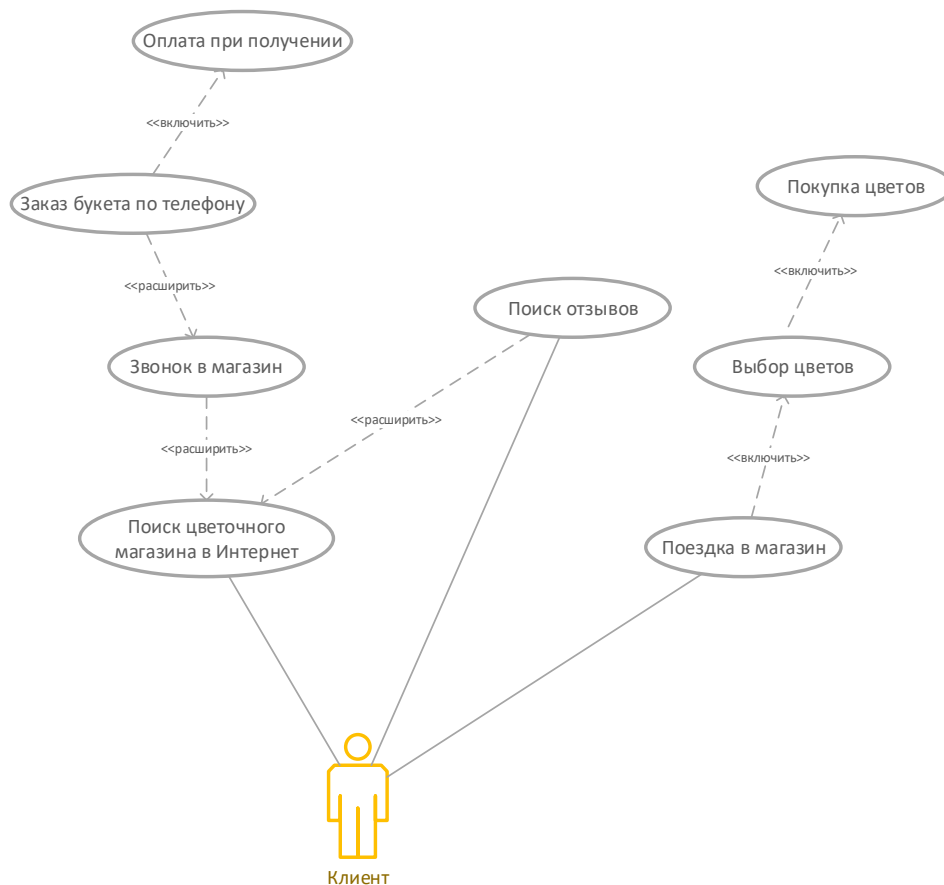 Оплата при получении
<<включить>>
Заказ букета по телефону
Покупка цветов
<<включить>>
<<расширить>>
Поиск отзывов
Звонок в магазин
Выбор цветов
<<расширить>>
<<расширить>>
<<включить>>
Поиск цветочного
магазина в Интернет
Поездка в магазин
Клиент